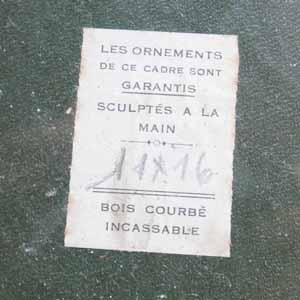 LES ORNEMENTS
DE CE CADRE SONT
GARANTIS
SCULPTÉS A LA
MAIN
11X16
BOIS COURBÉ
INCASSABLE